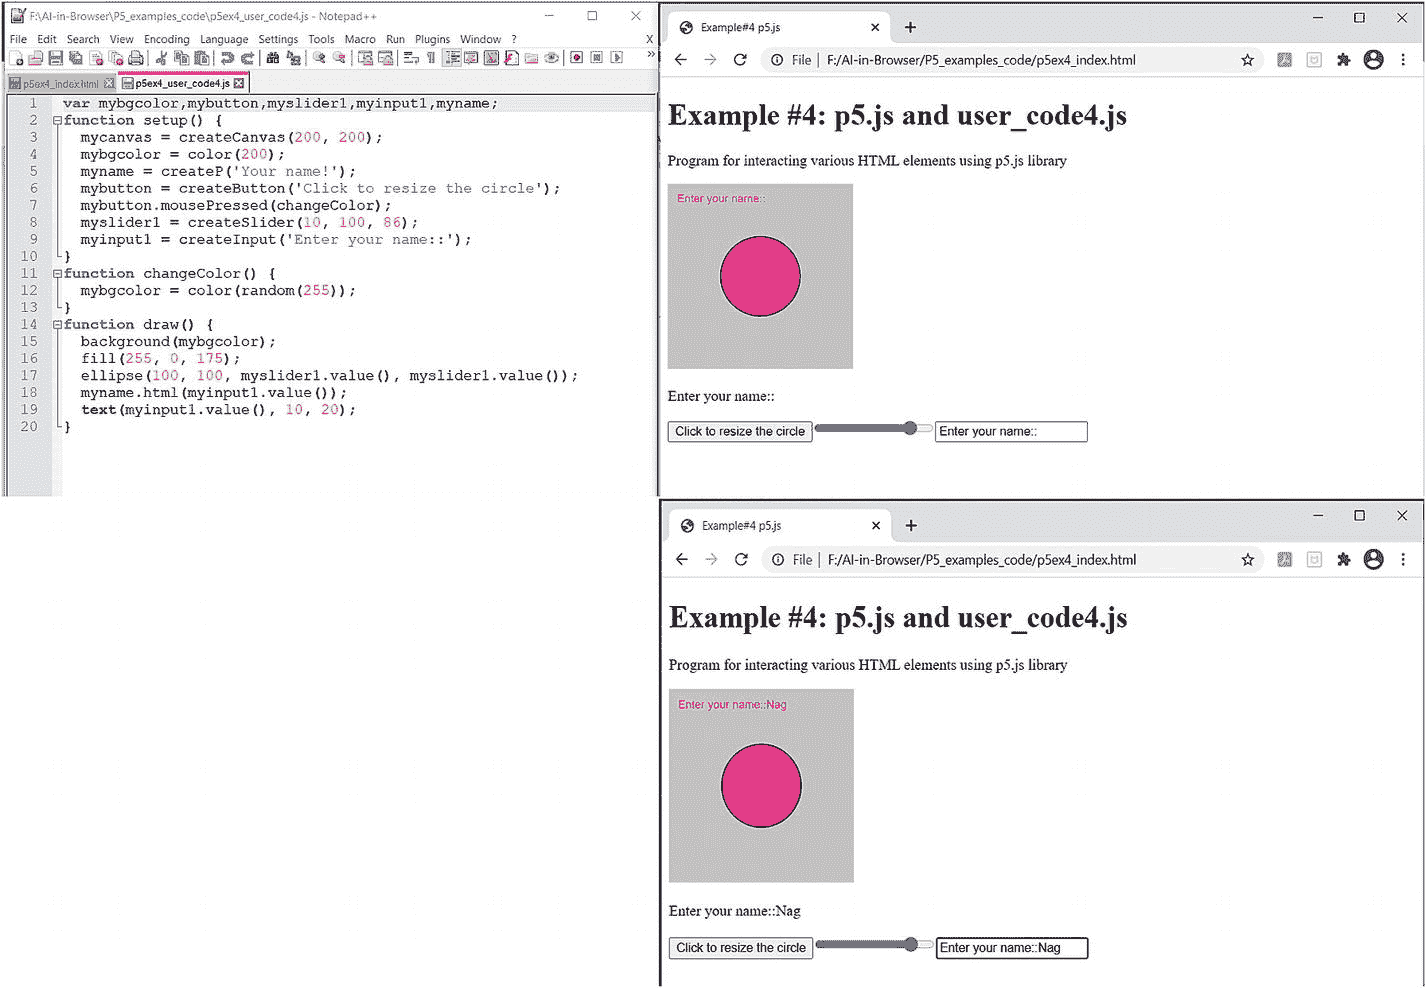 F:\AI-in-Browser\P5_examples_code\p5ex4_user_code4.js - Notepad++
File Edit Search View Encoding Language Settings Tools Macro Run Plugins Window ? X
p5ex4_index.html p5ex4_user_code4.js
1 var mybgcolor,mybutton,myslider1,myinput1,myname;
2 function setup() {
3 mycanvas = createCanvas(200, 200);
4 mybgcolor = color(200);
5 myname = createP('Your name!');
6 mybutton = createButton('Click to resize the circle');
7 mybutton.mousePressed(changeColor);
8 myslider1 = createSlider(10, 100, 86);
9 myinput1 = createInput('Enter your name::');
10 }
11 function changeColor() {
12 mybgcolor = color(random(255));
13 }
14 function draw() {
15 background(mybgcolor);
16 fill(255, 0, 175);
17 ellipse(100, 100, myslider1.value(), myslider1.value());
18 myname.html(myinput1.value());
19 text(myinput1.value(), 10, 20);
20 }
Example#4 p5.js
File | F:/AI-in-Browser/P5_examples_code/p5ex4_index.html
Example #4: p5.js and user_code4.js
Program for interacting various HTML elements using p5.js library
Enter your name::
Enter your name::
Click to resize the circle Enter your name::
Example#4 p5.js
File | F:/AI-in-Browser/P5_examples_code/p5ex4_index.html
Example #4: p5.js and user_code4.js
Program for interacting various HTML elements using p5.js library
Enter your name::Nag
Enter your name::Nag
Click to resize the circle Enter your name::Nag